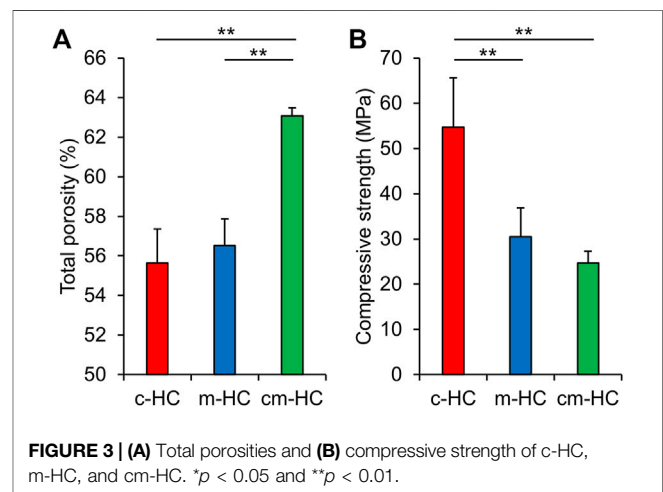 A
**
**
66
64
62
60
58
56
54
52
50
Total porosity (%)
c-HC m-HC cm-HC
B
**
**
70
60
50
40
30
20
10
0
Compressive strength (MPa)
c-HC m-HC cm-HC
FIGURE 3 | (A) Total porosities and (B) compressive strength of c-HC,
m-HC, and cm-HC. *p < 0.05 and **p < 0.01.